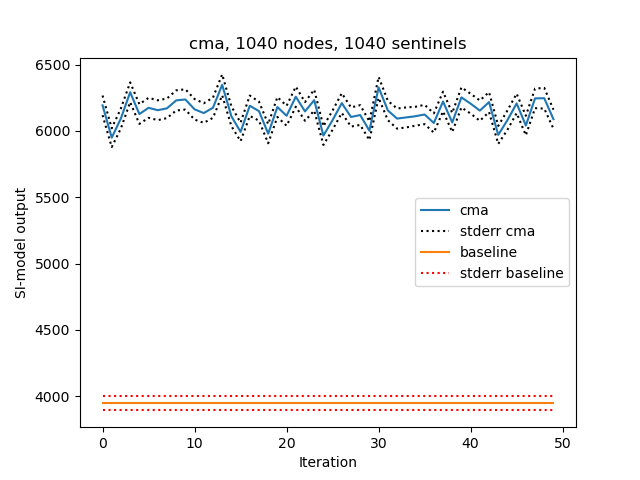 cma, 1040 nodes, 1040 sentinels
6500
6000
5500
5000
4500
4000
SI-model output
cma
stderr cma
baseline
stderr baseline
0
10
20
30
40
50
Iteration